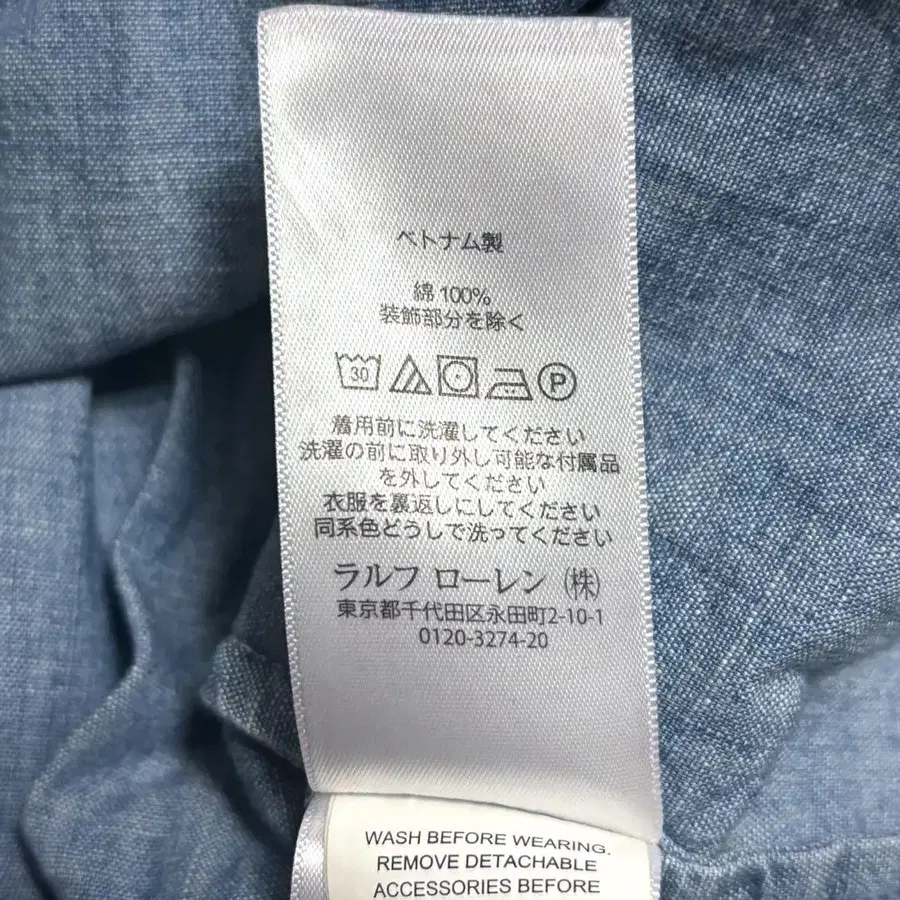 ベトナム製
綿 100%
装飾部分を除く
30 P
着用前に洗濯してください
洗濯の前に取り外し可能な付属品
を外してください
衣服を裏返しにしてください
同系色どうしで洗ってください
ラルフ ローレン (株)
東京都千代田区永田町2-10-1
0120-3274-20
WASH BEFORE WEARING.
REMOVE DETACHABLE
ACCESSORIES BEFORE